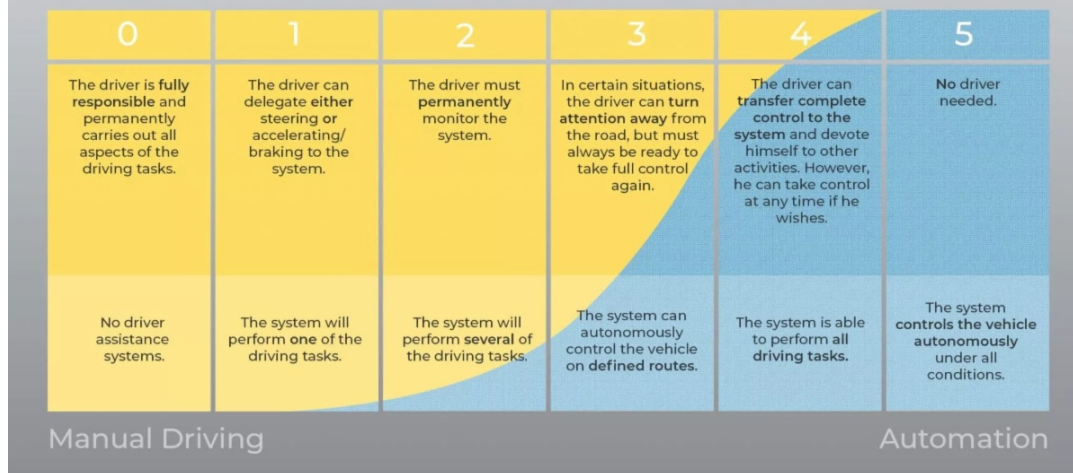 0
1
2
3
4
5
The driver is fully
responsible and
permanently
carries out all
aspects of the
driving tasks.
The driver can
delegate either
steering or
accelerating/
braking to the
system.
The driver must
permanently
monitor the
system.
In certain situations,
the driver can turn
attention away from
the road, but must
always be ready to
take full control
again.
The driver can
transfer complete
control to the
system and devote
himself to other
activities. However,
he can take control
at any time if he
wishes.
No driver
needed.
No driver
assistance
systems.
The system will
perform one of the
driving tasks.
The system will
perform several of
the driving tasks.
The system can
autonomously
control the vehicle
on defined routes.
The system is able
to perform all
driving tasks.
The system
controls the vehicle
autonomously
under all
conditions.
Manual Driving
Automation